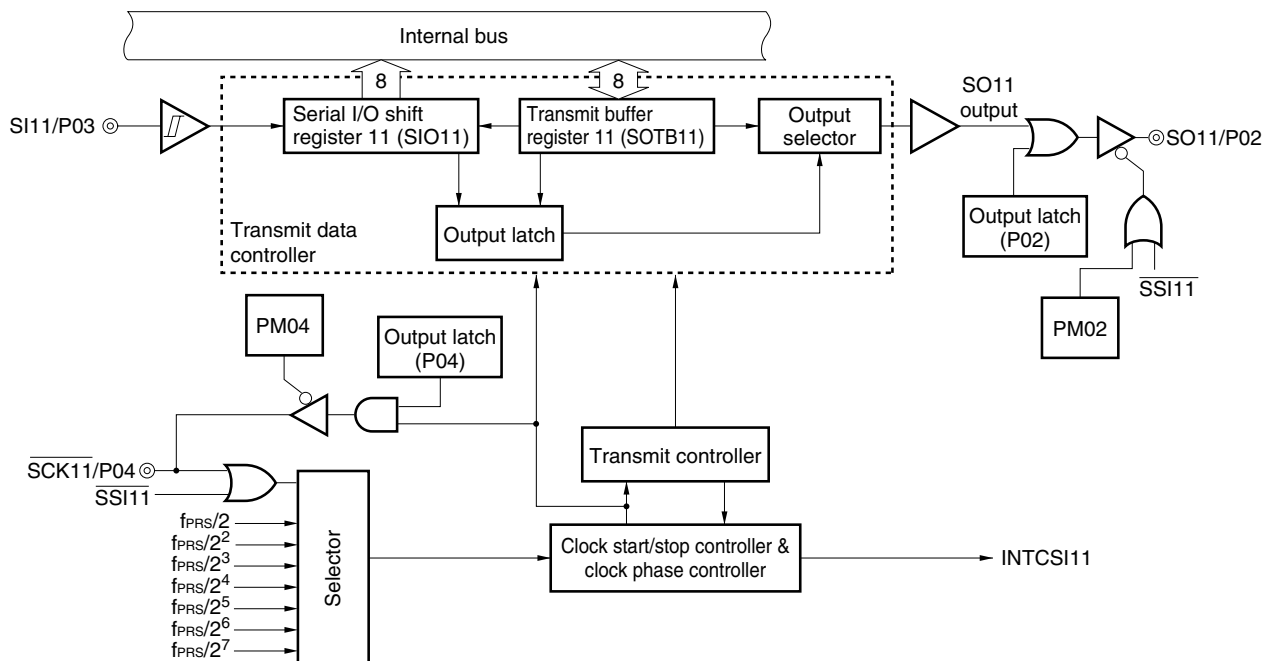 Internal bus
8
8
SI11/P03
Serial I/O shift
register 11 (SIO11)
Transmit buffer
register 11 (SOTB11)
Output
selector
SO11
output
SO11/P02
Output latch
Transmit data
controller
Output latch
(P02)
SSI11
PM02
PM04
Output latch
(P04)
SCK11/P04
SSI11
Transmit controller
fPRS/2
fPRS/2²
fPRS/2³
fPRS/2⁴
fPRS/2⁵
fPRS/2⁶
fPRS/2⁷
Selector
Clock start/stop controller &
clock phase controller
INTCSI11